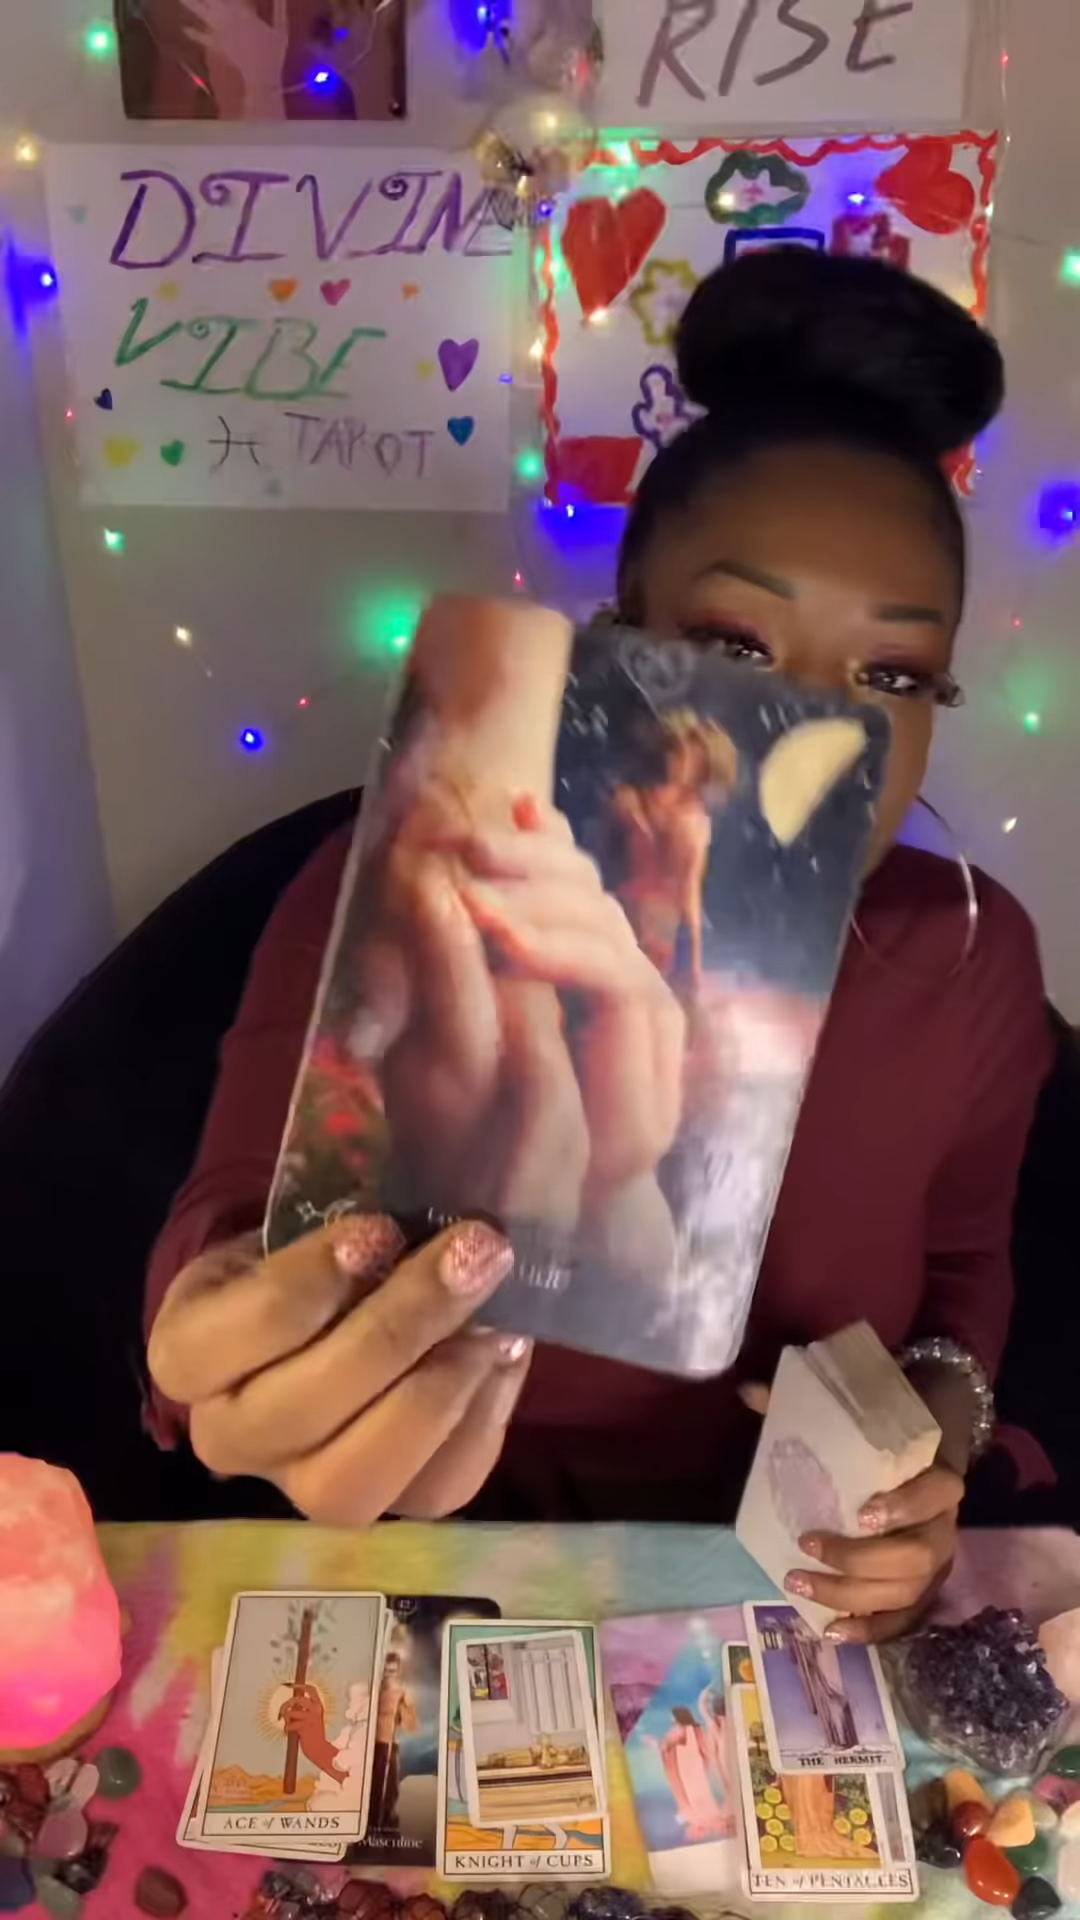 RISE
DIVINE
VIBE
♓ TAROT
THE HERMIT.
ACE of WANDS
Masculine
KNIGHT of CUPS
TEN of PENTACLES